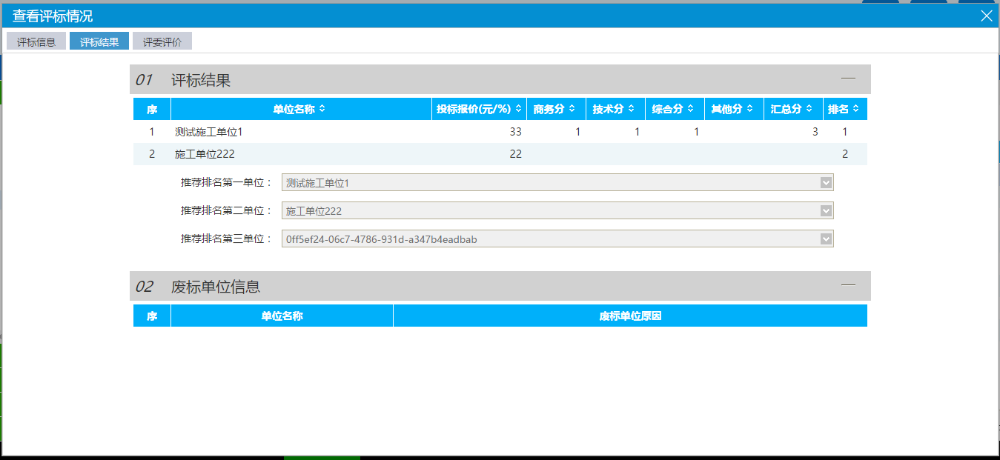 查看评标情况
评标信息 评标结果 评委评价
01 评标结果
序 单位名称 投标报价(元/%) 商务分 技术分 综合分 其他分 汇总分 排名
1 测试施工单位1 33 1 1 1 3 1
2 施工单位222 22 2
推荐排名第一单位： 测试施工单位1
推荐排名第二单位： 施工单位222
推荐排名第三单位： 0ff5ef24-06c7-4786-931d-a347b4eadbab
02 废标单位信息
序 单位名称 废标单位原因